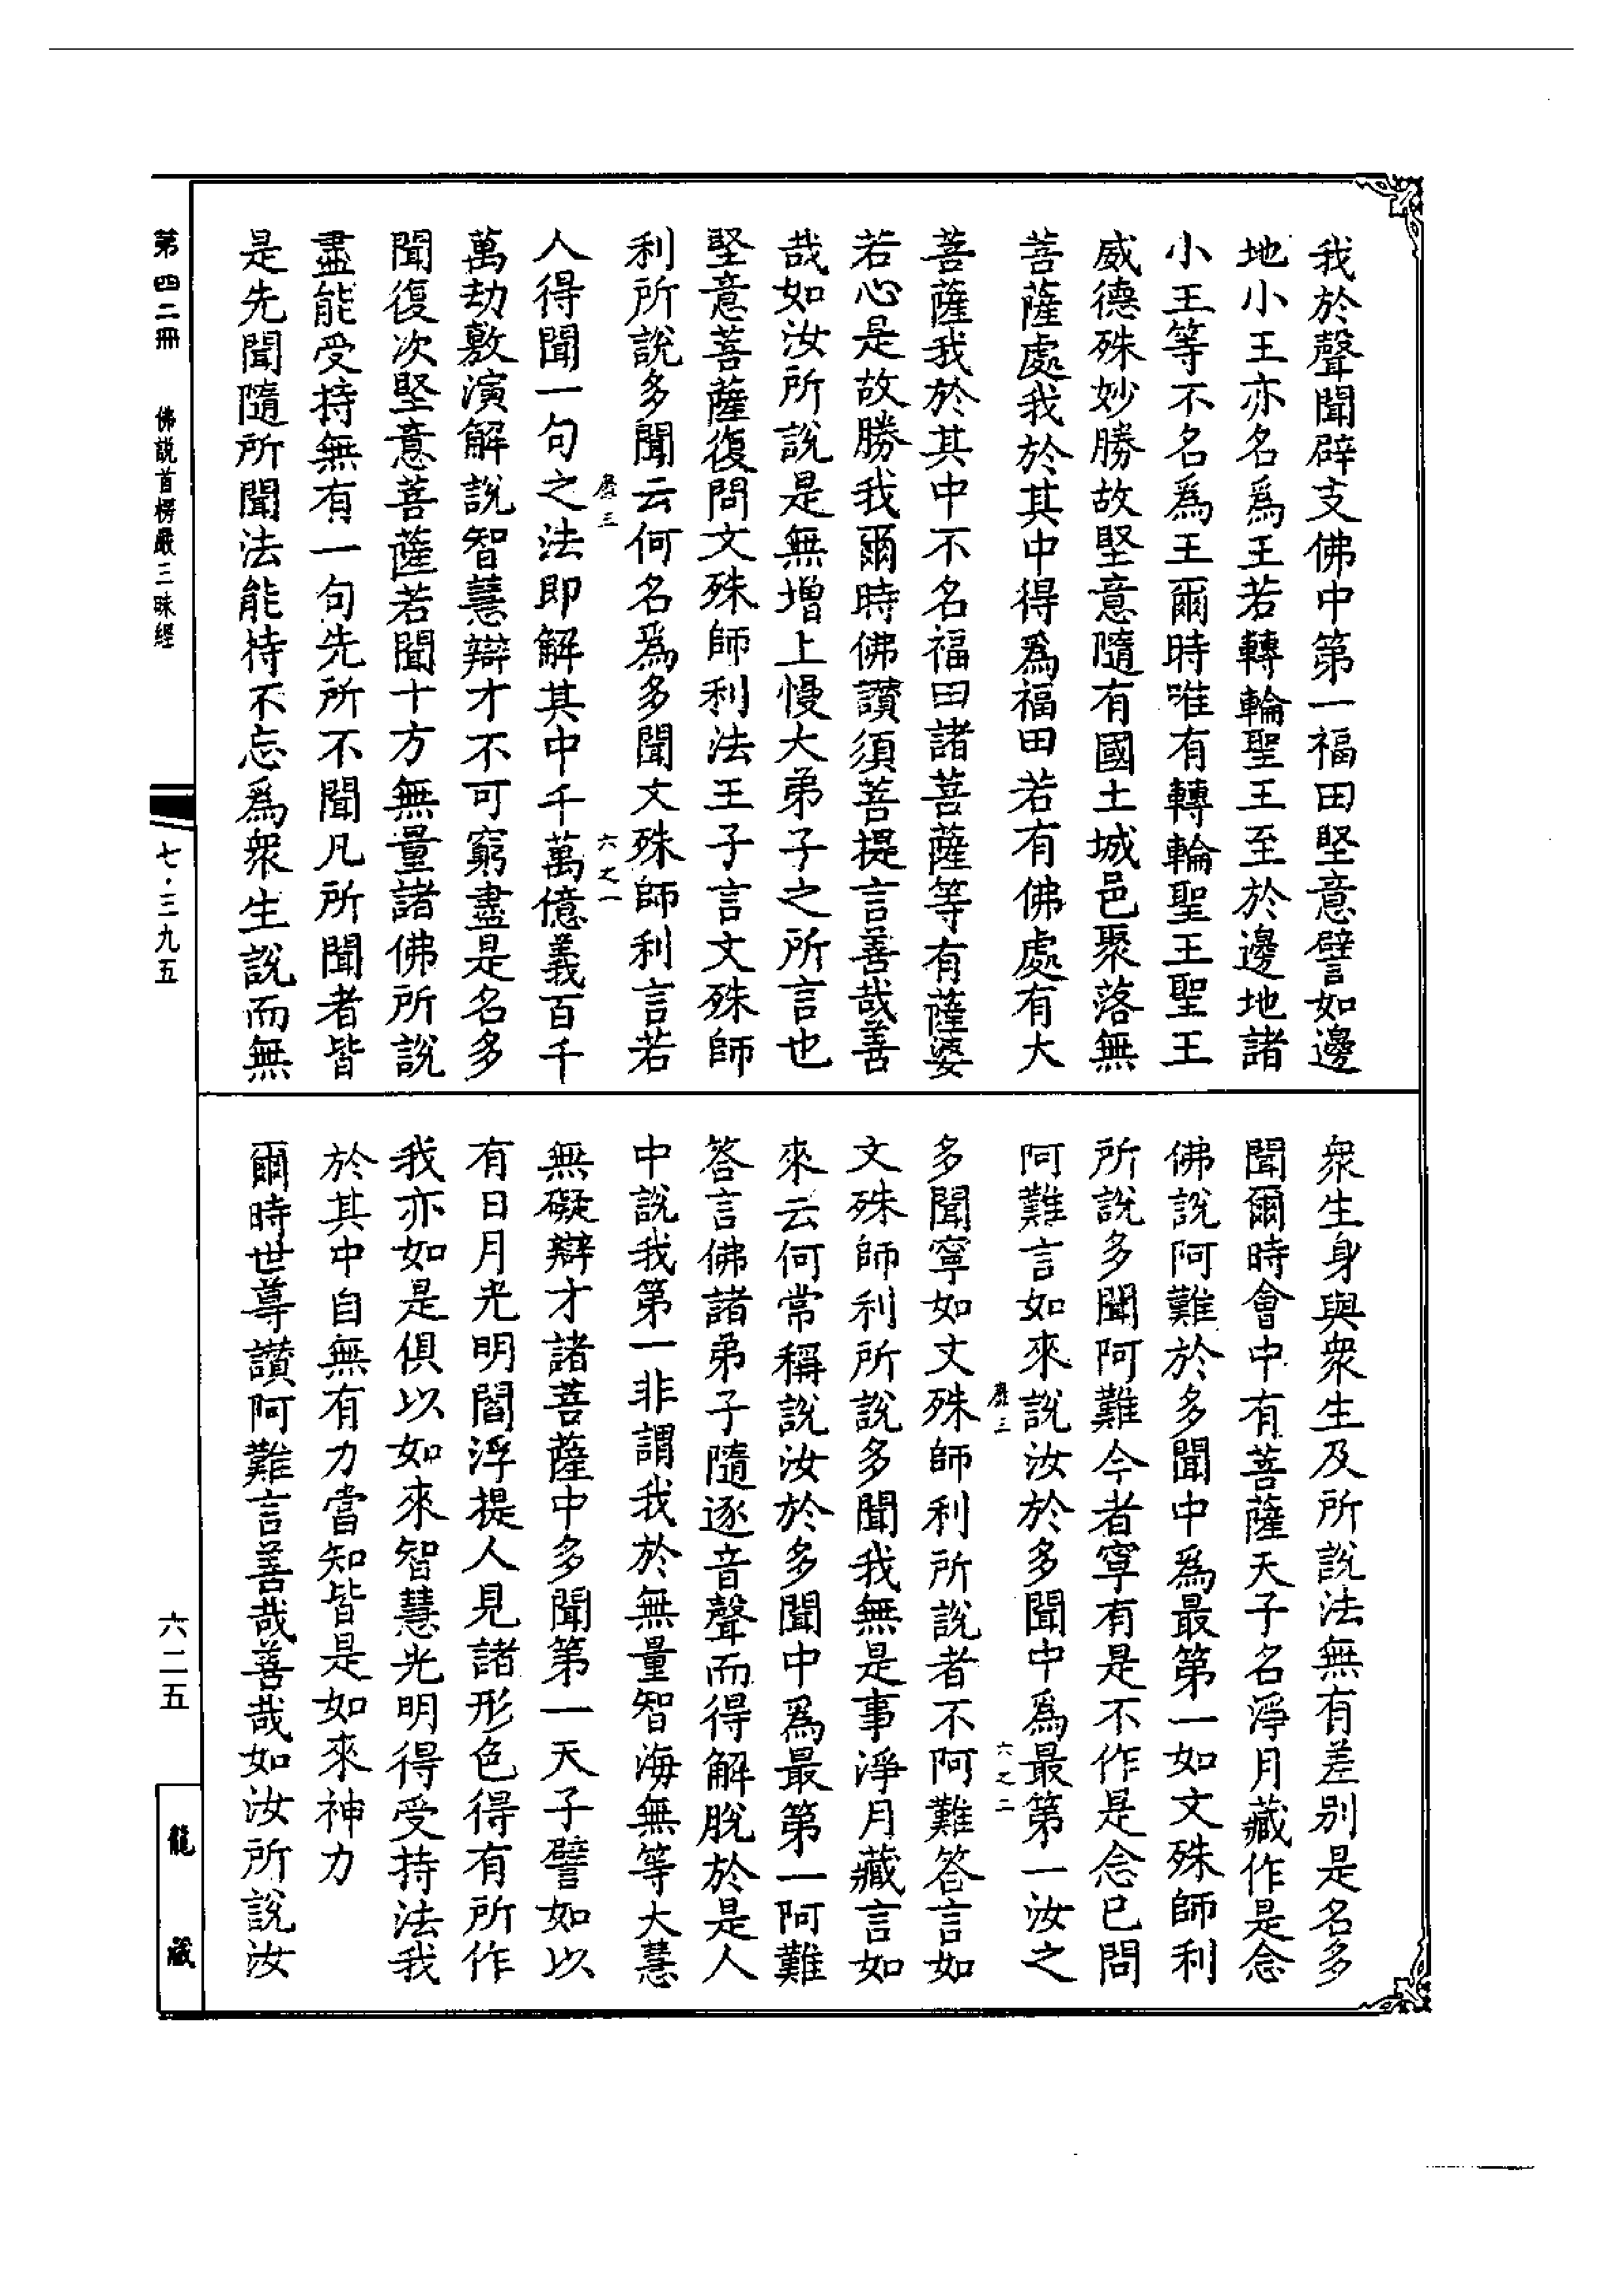 我於聲聞辟支佛中第一福田堅意譬如邊
地小王亦名爲王若轉輪聖王至於邊地諸
小王等不名爲王爾時唯有轉輪聖王聖王
威德殊妙勝故堅意隨有國土城邑聚落無
菩薩處我於其中得爲福田若有佛處有大
菩薩我於其中不名福田諸菩薩等有薩婆
若心是故勝我爾時佛讚須菩提言善哉善
哉如汝所說是無增上慢大弟子之所言也
堅意菩薩復問文殊師利法王子言文殊師
利所說多聞云何名爲多聞文殊師利言若
六之一
人得聞一句之法即解其中千萬億義百千
萬劫敷演解說智慧辯才不可窮盡是名多
聞復次堅意菩薩若聞十方無量諸佛所說
盡能受持無有一句先所不聞凡所聞者皆
是先聞隨所聞法能持不忘爲衆生說而無
衆生身與衆生及所說法無有差别是名多
聞爾時會中有菩薩天子名淨月藏作是念
佛說阿難於多聞中爲最第一如文殊師利
所說多聞阿難今者寧有是不作是念已問
阿難言如來說汝於多聞中爲最第一汝之
六之二
多聞寧如文殊師利所說者不阿難答言如
文殊師利所說多聞我無是事淨月藏言如
來云何常稱說汝於多聞中爲最第一阿難
答言佛諸弟子隨逐音聲而得解脫於是人
中說我第一非謂我於無量智海無等大慧
無礙辯才諸菩薩中多聞第一天子譬如以
有日月光明閻浮提人見諸形色得有所作
我亦如是俱以如來智慧光明得受持法我
於其中自無有力當知皆是如來神力
爾時世尊讚阿難言善哉善哉如汝所說汝
第四二冊 佛説首楞嚴三昧經
七·三九五
六二五
龍藏